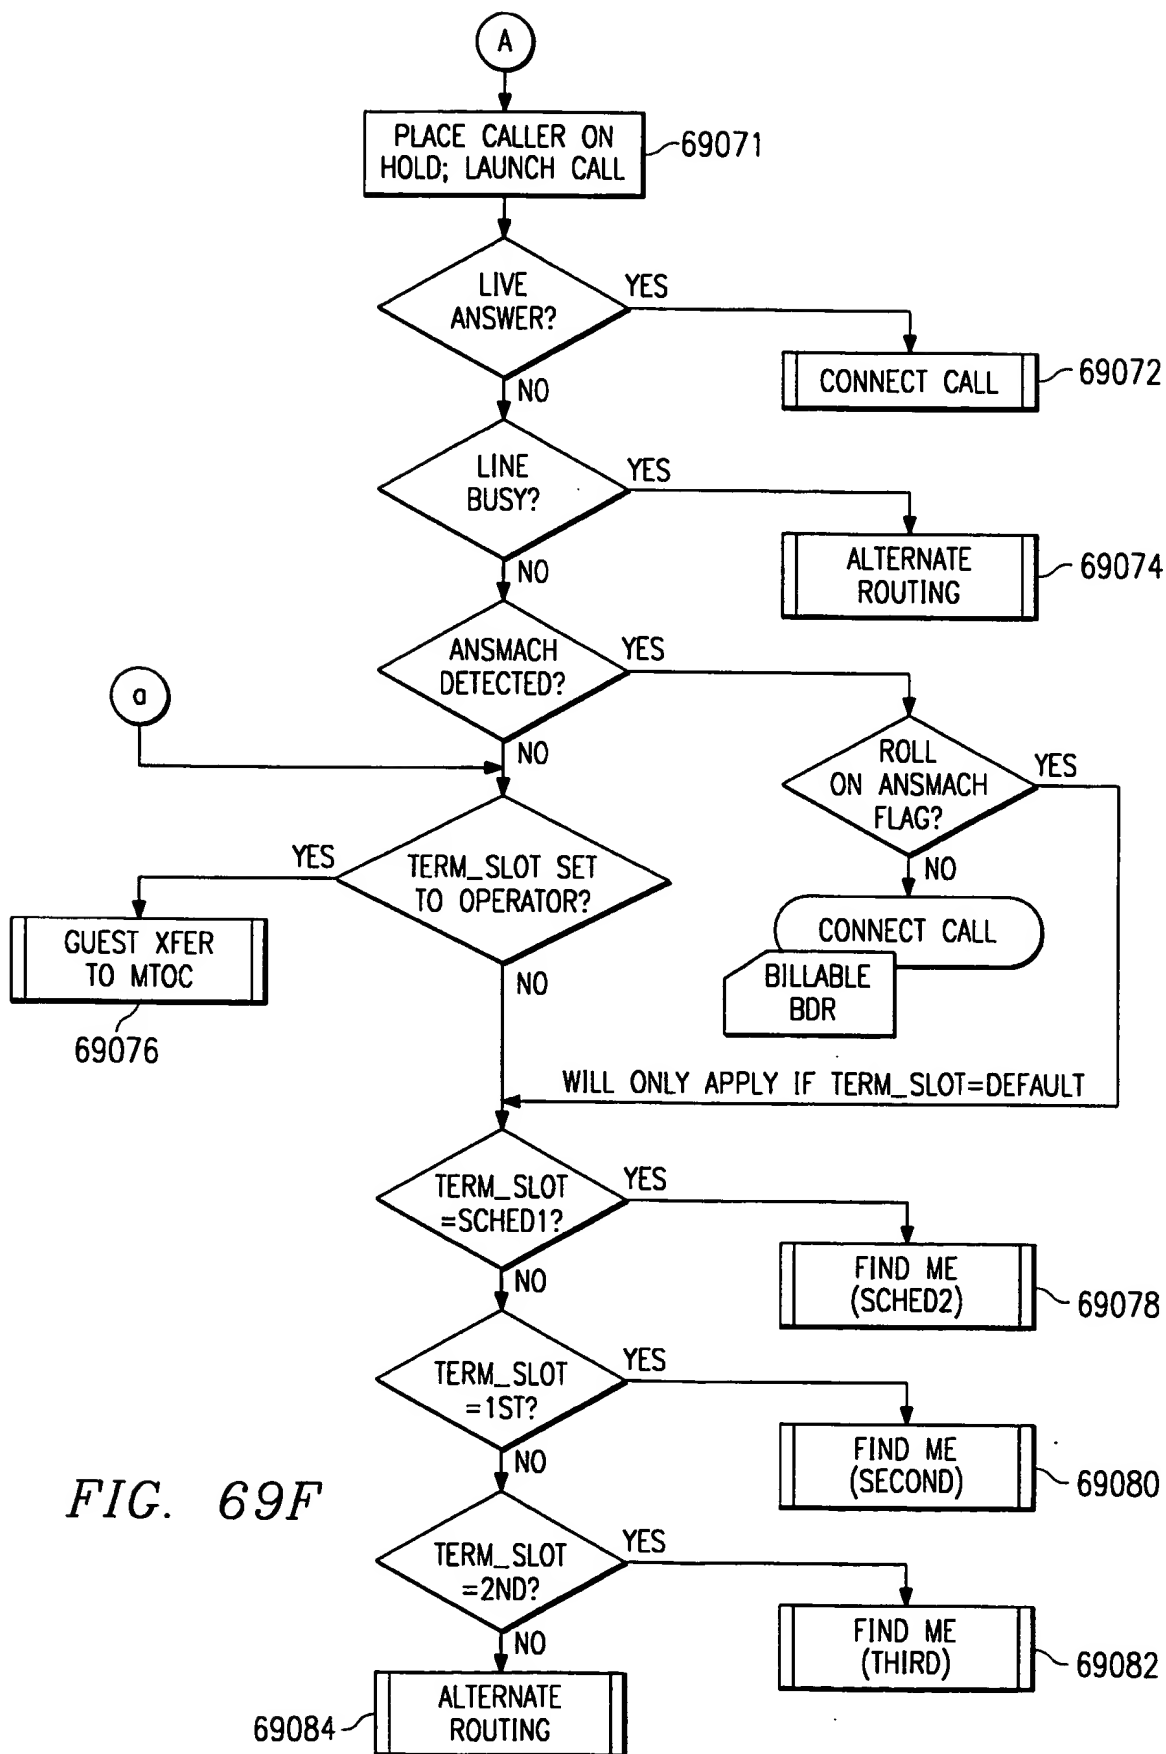 A
PLACE CALLER ON
HOLD; LAUNCH CALL
69071
LIVE
ANSWER?
YES
NO
CONNECT CALL
69072
LINE
BUSY?
YES
NO
ALTERNATE
ROUTING
69074
ANSMACH
DETECTED?
YES
NO
a
ROLL
ON ANSMACH
FLAG?
YES
NO
CONNECT CALL
BILLABLE
BDR
TERM_SLOT SET
TO OPERATOR?
YES
NO
GUEST XFER
TO MTOC
69076
WILL ONLY APPLY IF TERM_SLOT=DEFAULT
TERM_SLOT
=SCHED1?
YES
NO
FIND ME
(SCHED2)
69078
TERM_SLOT
=1ST?
YES
NO
FIND ME
(SECOND)
69080
FIG. 69F
TERM_SLOT
=2ND?
YES
NO
FIND ME
(THIRD)
69082
ALTERNATE
ROUTING
69084